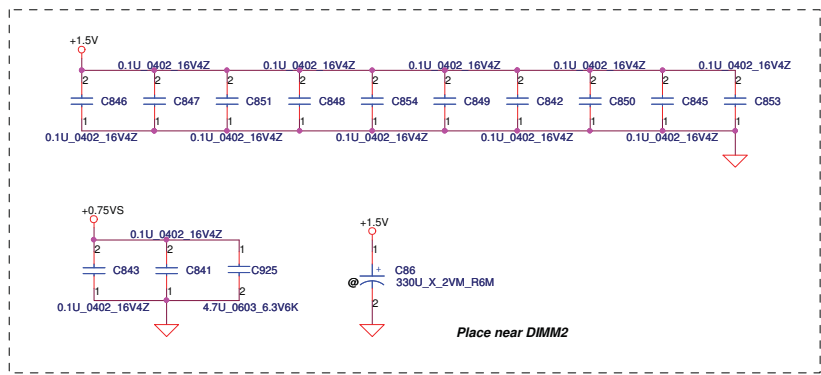 +1.5V
0.1U_0402_16V4Z 0.1U_0402_16V4Z 0.1U_0402_16V4Z 0.1U_0402_16V4Z 0.1U_0402_16V4Z
2 2 2 2 2 2 2 2 2 2
C846 C847 C851 C848 C854 C849 C842 C850 C845 C853
1 1 1 1 1 1 1 1 1 1
0.1U_0402_16V4Z 0.1U_0402_16V4Z 0.1U_0402_16V4Z 0.1U_0402_16V4Z 0.1U_0402_16V4Z
+0.75VS
0.1U_0402_16V4Z
2 2 1
C843 C841 C925
1 1 2
0.1U_0402_16V4Z 4.7U_0603_6.3V6K
+1.5V
1
+ C86
@ 330U_X_2VM_R6M
2
Place near DIMM2